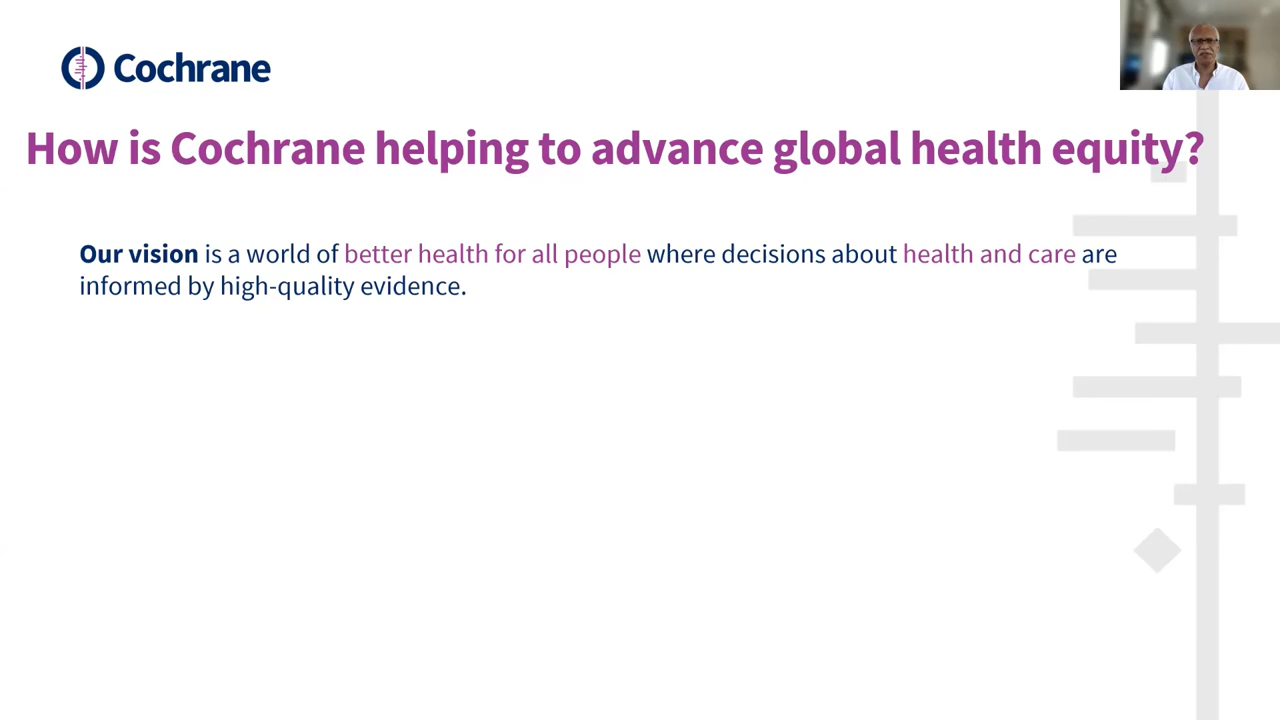 Cochrane
How is Cochrane helping to advance global health equity?
Our vision is a world of better health for all people where decisions about health and care are
informed by high-quality evidence.